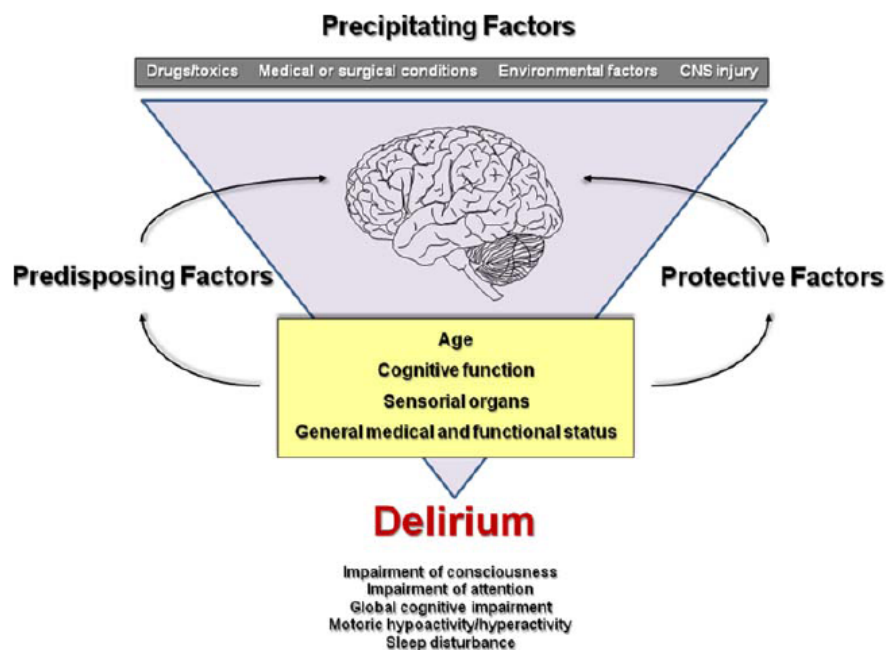 Precipitating Factors
Drugs/toxics Medical or surgical conditions Environmental factors CNS injury
Predisposing Factors
Protective Factors
Age
Cognitive function
Sensorial organs
General medical and functional status
Delirium
Impairment of consciousness
Impairment of attention
Global cognitive impairment
Motoric hypoactivity/hyperactivity
Sleep disturbance